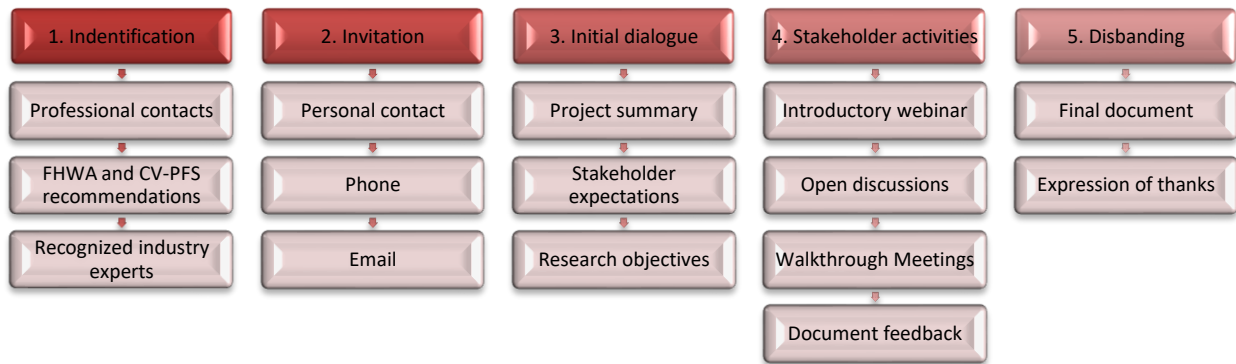 1. Indentification
Professional contacts
FHWA and CV-PFS
recommendations
Recognized industry
experts
2. Invitation
Personal contact
Phone
Email
3. Initial dialogue
Project summary
Stakeholder
expectations
Research objectives
4. Stakeholder activities
Introductory webinar
Open discussions
Walkthrough Meetings
Document feedback
5. Disbanding
Final document
Expression of thanks